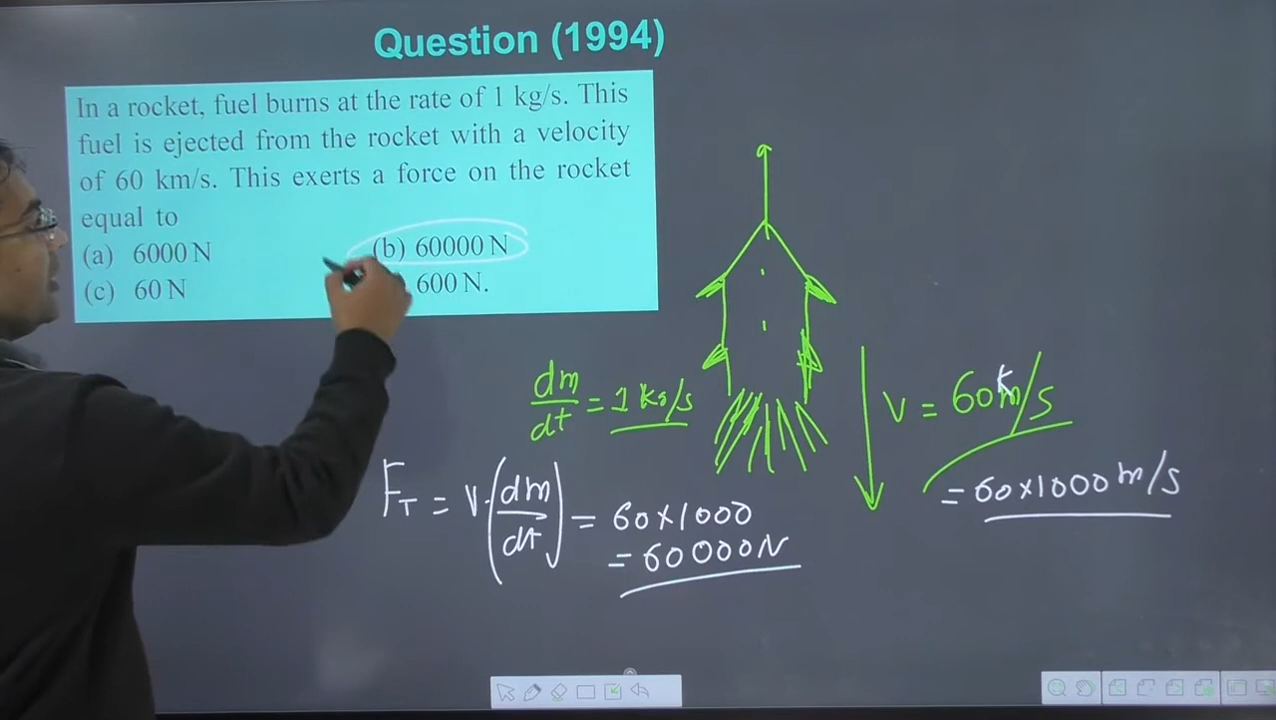 Question (1994)
In a rocket, fuel burns at the rate of 1 kg/s. This
fuel is ejected from the rocket with a velocity
of 60 km/s. This exerts a force on the rocket
equal to
(a) 6000 N (b) 60000 N
(c) 60 N 600 N.
dm/dt = 1 kg/s
v = 60 km/s
= 60×1000 m/s
F_T = v·(dm/dt) = 60×1000
= 60000N